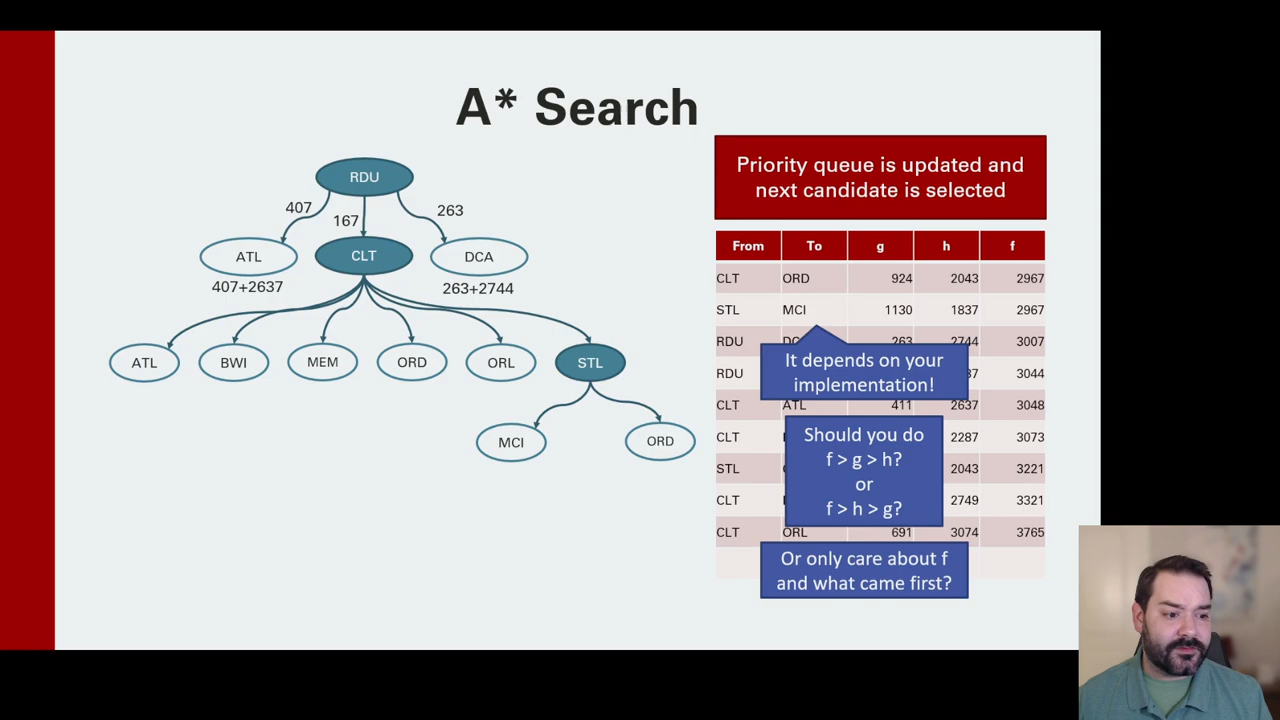 A* Search
RDU
407
167
263
ATL
CLT
DCA
407+2637
263+2744
ATL
BWI
MEM
ORD
ORL
STL
MCI
ORD
Priority queue is updated and
next candidate is selected
From To g h f
CLT ORD 924 2043 2967
STL MCI 1130 1837 2967
RDU 263 2744 3007
RDU 3044
CLT ATL 411 2637 3048
CLT 2287 3073
STL 2043 3221
CLT 2749 3321
CLT ORL 691 3074 3765
It depends on your
implementation!
Should you do
f > g > h?
or
f > h > g?
Or only care about f
and what came first?